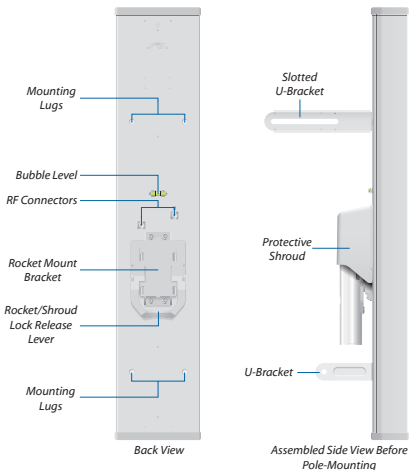 Mounting
Lugs
Bubble Level
RF Connectors
Rocket Mount
Bracket
Rocket/Shroud
Lock Release
Lever
Mounting
Lugs
Back View
Slotted
U-Bracket
Protective
Shroud
U-Bracket
Assembled Side View Before
Pole-Mounting